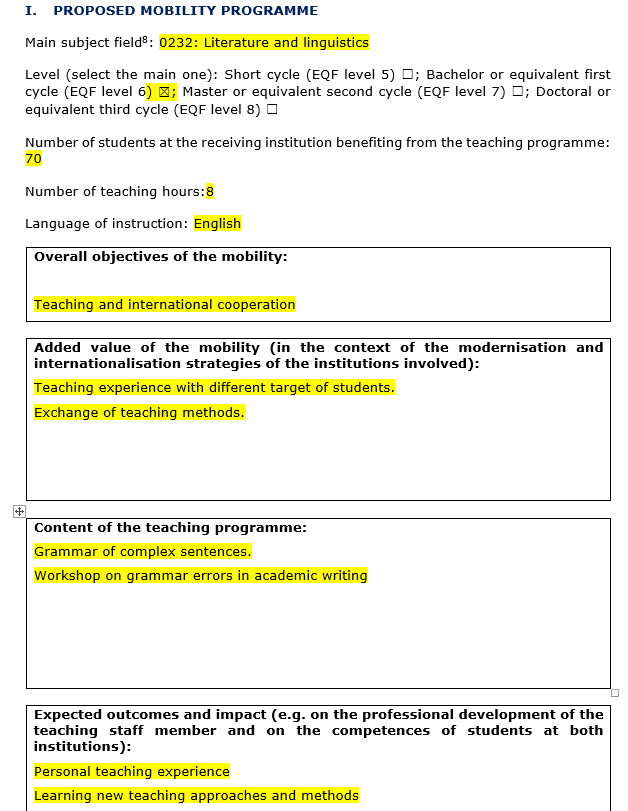 I. PROPOSED MOBILITY PROGRAMME
Main subject field⁸: 0232: Literature and linguistics
Level (select the main one): Short cycle (EQF level 5) ☐; Bachelor or equivalent first
cycle (EQF level 6) ☒; Master or equivalent second cycle (EQF level 7) ☐; Doctoral or
equivalent third cycle (EQF level 8) ☐
Number of students at the receiving institution benefiting from the teaching programme:
70
Number of teaching hours:8
Language of instruction: English
Overall objectives of the mobility:
Teaching and international cooperation
Added value of the mobility (in the context of the modernisation and
internationalisation strategies of the institutions involved):
Teaching experience with different target of students.
Exchange of teaching methods.
Content of the teaching programme:
Grammar of complex sentences.
Workshop on grammar errors in academic writing
Expected outcomes and impact (e.g. on the professional development of the
teaching staff member and on the competences of students at both
institutions):
Personal teaching experience
Learning new teaching approaches and methods